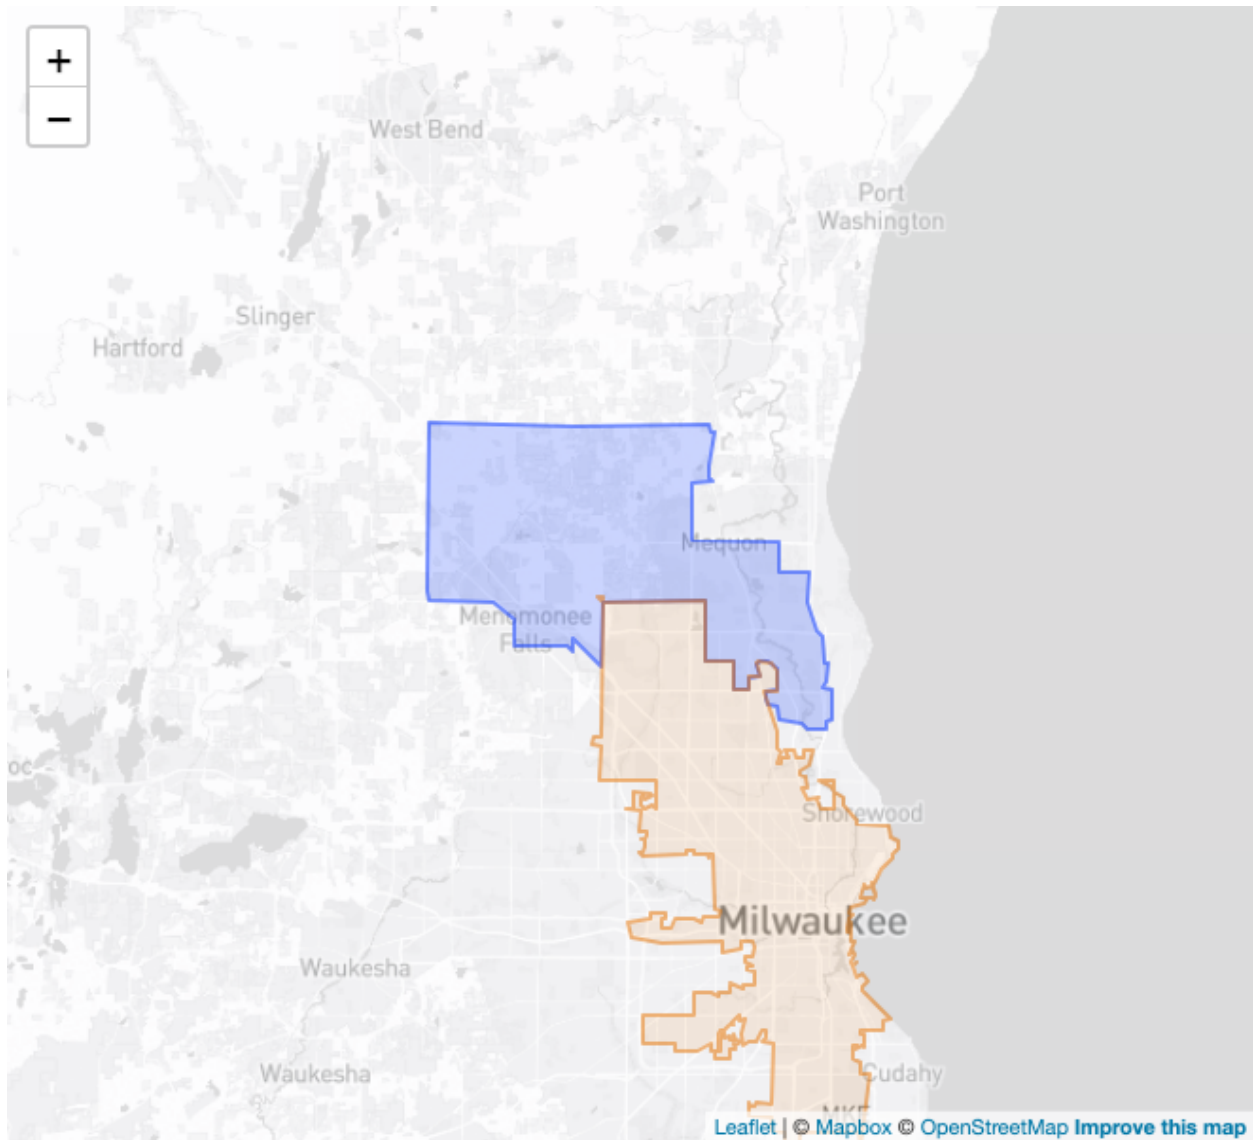 +
−
West Bend
Port
Washington
Slinger
Hartford
Mequon
Menomonee
Falls
Shorewood
Milwaukee
Waukesha
Waukesha
Cudahy
MKE
Leaflet | © Mapbox © OpenStreetMap Improve this map